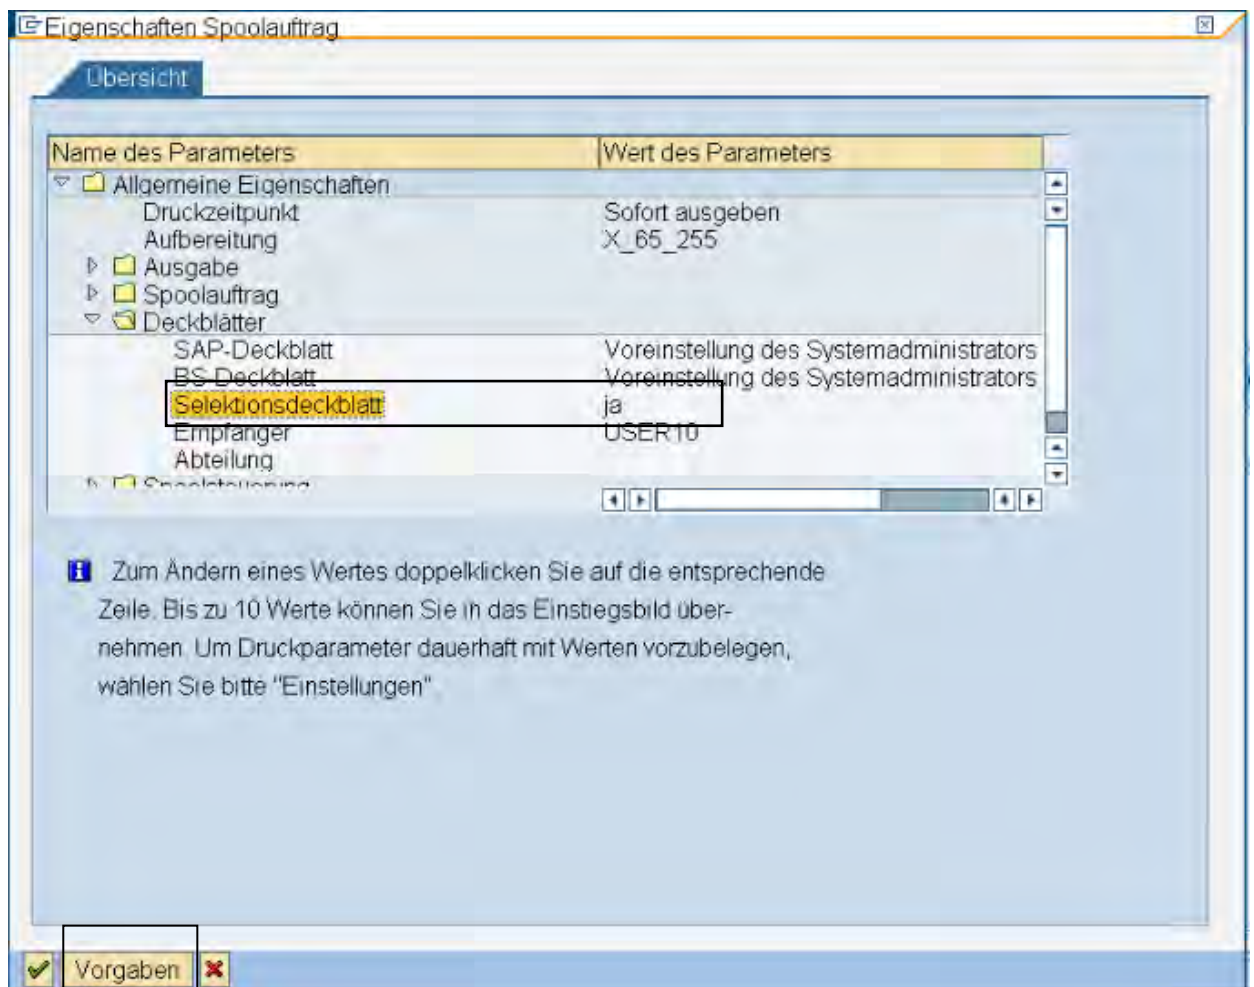 Eigenschaften Spoolauftrag
Übersicht
Name des Parameters Wert des Parameters
Allgemeine Eigenschaften
Druckzeitpunkt Sofort ausgeben
Aufbereitung X_65_255
Ausgabe
Spoolauftrag
Deckblätter
SAP-Deckblatt Voreinstellung des Systemadministrators
BS-Deckblatt Voreinstellung des Systemadministrators
Selektionsdeckblatt ja
Empfänger USER10
Abteilung
Spoolsteuerung
Zum Ändern eines Wertes doppelklicken Sie auf die entsprechende
Zeile. Bis zu 10 Werte können Sie in das Einstiegsbild über-
nehmen. Um Druckparameter dauerhaft mit Werten vorzubelegen,
wählen Sie bitte "Einstellungen".
Vorgaben